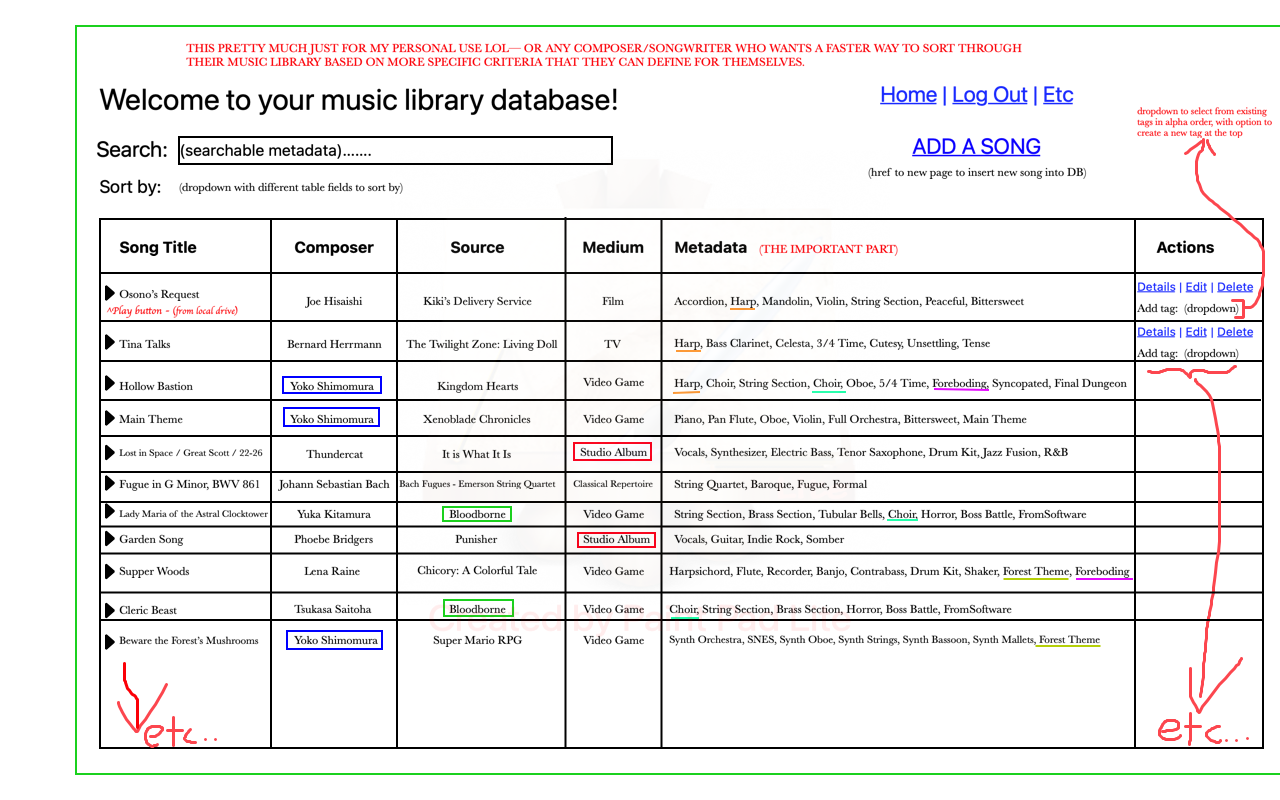 THIS PRETTY MUCH JUST FOR MY PERSONAL USE LOL— OR ANY COMPOSER/SONGWRITER WHO WANTS A FASTER WAY TO SORT THROUGH
THEIR MUSIC LIBRARY BASED ON MORE SPECIFIC CRITERIA THAT THEY CAN DEFINE FOR THEMSELVES.
Welcome to your music library database!
Home | Log Out | Etc
dropdown to select from existing
tags in alpha order, with option to
create a new tag at the top
Search: (searchable metadata).......
ADD A SONG
(href to new page to insert new song into DB)
Sort by: (dropdown with different table fields to sort by)
Song Title Composer Source Medium Metadata (THE IMPORTANT PART) Actions
Osono's Request Joe Hisaishi Kiki's Delivery Service Film Accordion, Harp, Mandolin, Violin, String Section, Peaceful, Bittersweet Details | Edit | Delete
^Play button - (from local drive) Add tag: (dropdown)
Tina Talks Bernard Herrmann The Twilight Zone: Living Doll TV Harp, Bass Clarinet, Celesta, 3/4 Time, Cutesy, Unsettling, Tense Details | Edit | Delete
Add tag: (dropdown)
Hollow Bastion Yoko Shimomura Kingdom Hearts Video Game Harp, Choir, String Section, Choir, Oboe, 5/4 Time, Foreboding, Syncopated, Final Dungeon
Main Theme Yoko Shimomura Xenoblade Chronicles Video Game Piano, Pan Flute, Oboe, Violin, Full Orchestra, Bittersweet, Main Theme
Lost in Space / Great Scott / 22-26 Thundercat It is What It Is Studio Album Vocals, Synthesizer, Electric Bass, Tenor Saxophone, Drum Kit, Jazz Fusion, R&B
Fugue in G Minor, BWV 861 Johann Sebastian Bach Bach Fugues - Emerson String Quartet Classical Repertoire String Quartet, Baroque, Fugue, Formal
Lady Maria of the Astral Clocktower Yuka Kitamura Bloodborne Video Game String Section, Brass Section, Tubular Bells, Choir, Horror, Boss Battle, FromSoftware
Garden Song Phoebe Bridgers Punisher Studio Album Vocals, Guitar, Indie Rock, Somber
Supper Woods Lena Raine Chicory: A Colorful Tale Video Game Harpsichord, Flute, Recorder, Banjo, Contrabass, Drum Kit, Shaker, Forest Theme, Foreboding
Cleric Beast Tsukasa Saitoha Bloodborne Video Game Choir, String Section, Brass Section, Horror, Boss Battle, FromSoftware
Created by Paint Pad Lite
Beware the Forest's Mushrooms Yoko Shimomura Super Mario RPG Video Game Synth Orchestra, SNES, Synth Oboe, Synth Strings, Synth Bassoon, Synth Mallets, Forest Theme
etc.. etc...